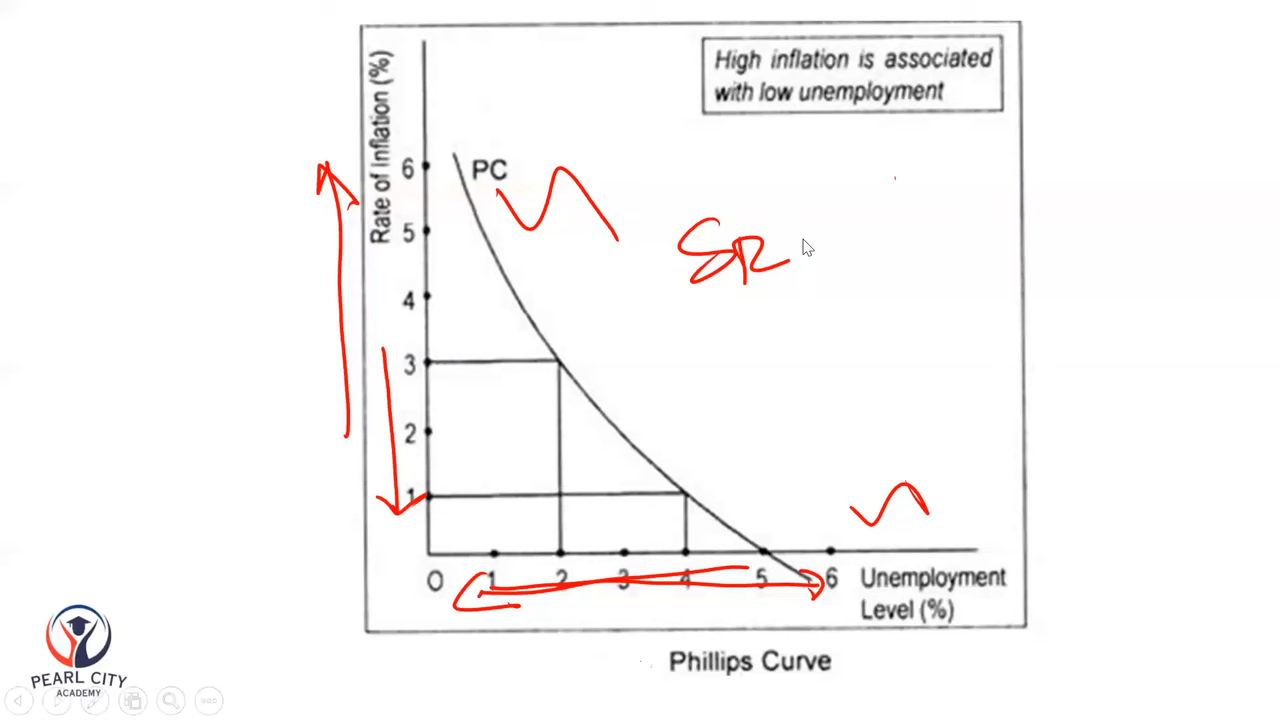 High inflation is associated
with low unemployment
Rate of Inflation (%)
PC
SR
6
5
4
3
2
1
0 1 2 3 4 5 6
Unemployment
Level (%)
Phillips Curve
PEARL CITY
ACADEMY